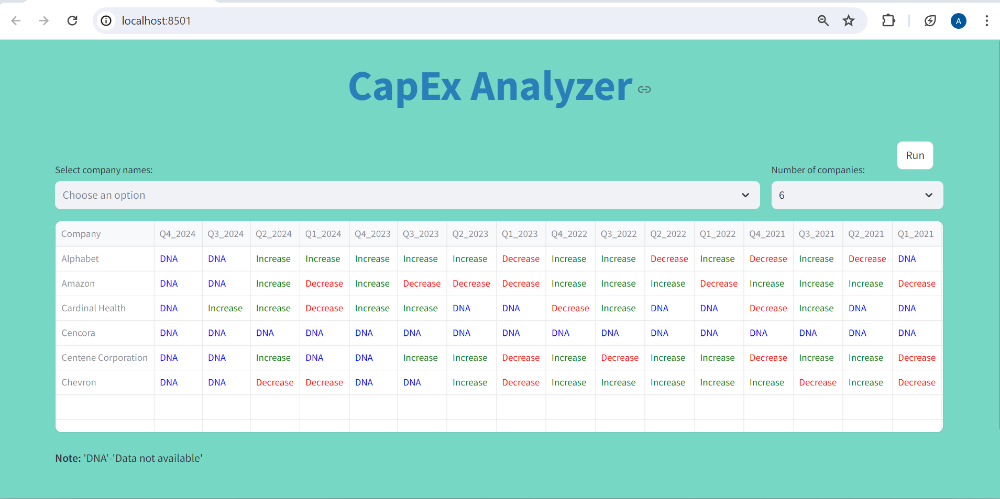 localhost:8501
A
CapEx Analyzer
Run
Select company names:
Number of companies:
Choose an option
6
Company Q4_2024 Q3_2024 Q2_2024 Q1_2024 Q4_2023 Q3_2023 Q2_2023 Q1_2023 Q4_2022 Q3_2022 Q2_2022 Q1_2022 Q4_2021 Q3_2021 Q2_2021 Q1_2021
Alphabet DNA DNA Increase Increase Increase Increase Increase Decrease Increase Increase Decrease Increase Decrease Increase Decrease DNA
Amazon DNA DNA Increase Decrease Increase Decrease Decrease Decrease Increase Increase Increase Decrease Increase Increase Increase Decrease
Cardinal Health DNA Increase Increase Decrease Increase Increase DNA DNA Decrease Increase DNA DNA Decrease Increase DNA DNA
Cencora DNA DNA DNA DNA DNA DNA DNA DNA DNA DNA DNA DNA DNA DNA DNA DNA
Centene Corporation DNA DNA Increase DNA DNA Increase Increase Decrease Increase Decrease Increase Increase Decrease Increase Increase Decrease
Chevron DNA DNA Decrease Decrease DNA DNA Increase Decrease Increase Increase Increase Increase Increase Decrease Increase Decrease
Note: 'DNA'-'Data not available'